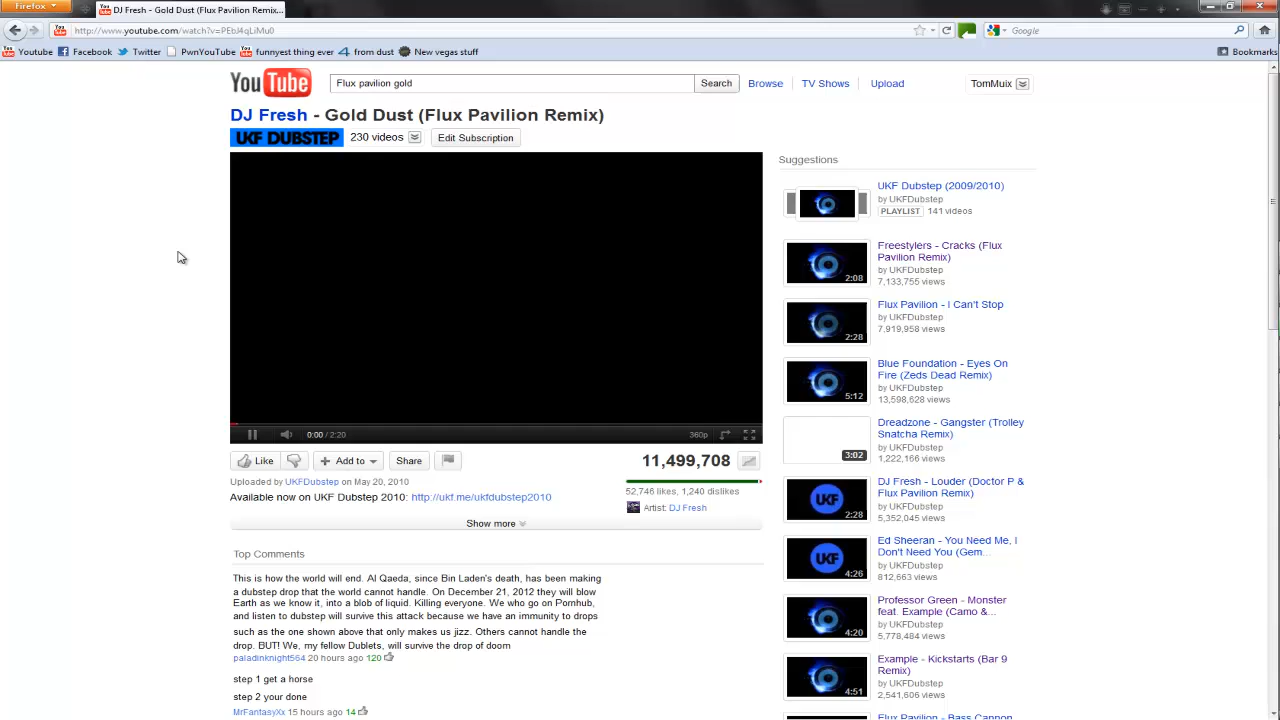 Firefox
DJ Fresh - Gold Dust (Flux Pavilion Remix...
http://www.youtube.com/watch?v=PEbJ4qLiMu0
Google
Youtube Facebook Twitter PwnYouTube funnyest thing ever from dust New vegas stuff Bookmarks
YouTube
Flux pavilion gold
Search Browse TV Shows Upload TomMuix
DJ Fresh - Gold Dust (Flux Pavilion Remix)
UKF DUBSTEP 230 videos Edit Subscription
0:00 / 2:20 360p
Like Add to Share 11,499,708
Uploaded by UKFDubstep on May 20, 2010
52,746 likes, 1,240 dislikes
Available now on UKF Dubstep 2010: http://ukf.me/ukfdubstep2010
Artist: DJ Fresh
Show more
Top Comments
This is how the world will end. Al Qaeda, since Bin Laden's death, has been making
a dubstep drop that the world cannot handle. On December 21, 2012 they will blow
Earth as we know it, into a blob of liquid. Killing everyone. We who go on Pornhub,
and listen to dubstep will survive this attack because we have an immunity to drops
such as the one shown above that only makes us jizz. Others cannot handle the
drop. BUT! We, my fellow Dublets, will survive the drop of doom
paladinknight564 20 hours ago 120
step 1 get a horse
step 2 your done
MrFantasyXx 15 hours ago 14
Suggestions
UKF Dubstep (2009/2010)
by UKFDubstep
PLAYLIST 141 videos
2:08
Freestylers - Cracks (Flux
Pavilion Remix)
by UKFDubstep
7,133,755 views
2:28
Flux Pavilion - I Can't Stop
by UKFDubstep
7,919,958 views
5:12
Blue Foundation - Eyes On
Fire (Zeds Dead Remix)
by UKFDubstep
13,598,628 views
3:02
Dreadzone - Gangster (Trolley
Snatcha Remix)
by UKFDubstep
1,222,166 views
UKF
2:28
DJ Fresh - Louder (Doctor P &
Flux Pavilion Remix)
by UKFDubstep
5,352,045 views
UKF
4:26
Ed Sheeran - You Need Me, I
Don't Need You (Gem...
by UKFDubstep
812,663 views
4:20
Professor Green - Monster
feat. Example (Camo &...
by UKFDubstep
5,778,484 views
4:51
Example - Kickstarts (Bar 9
Remix)
by UKFDubstep
2,541,606 views
Flux Pavilion - Bass Cannon